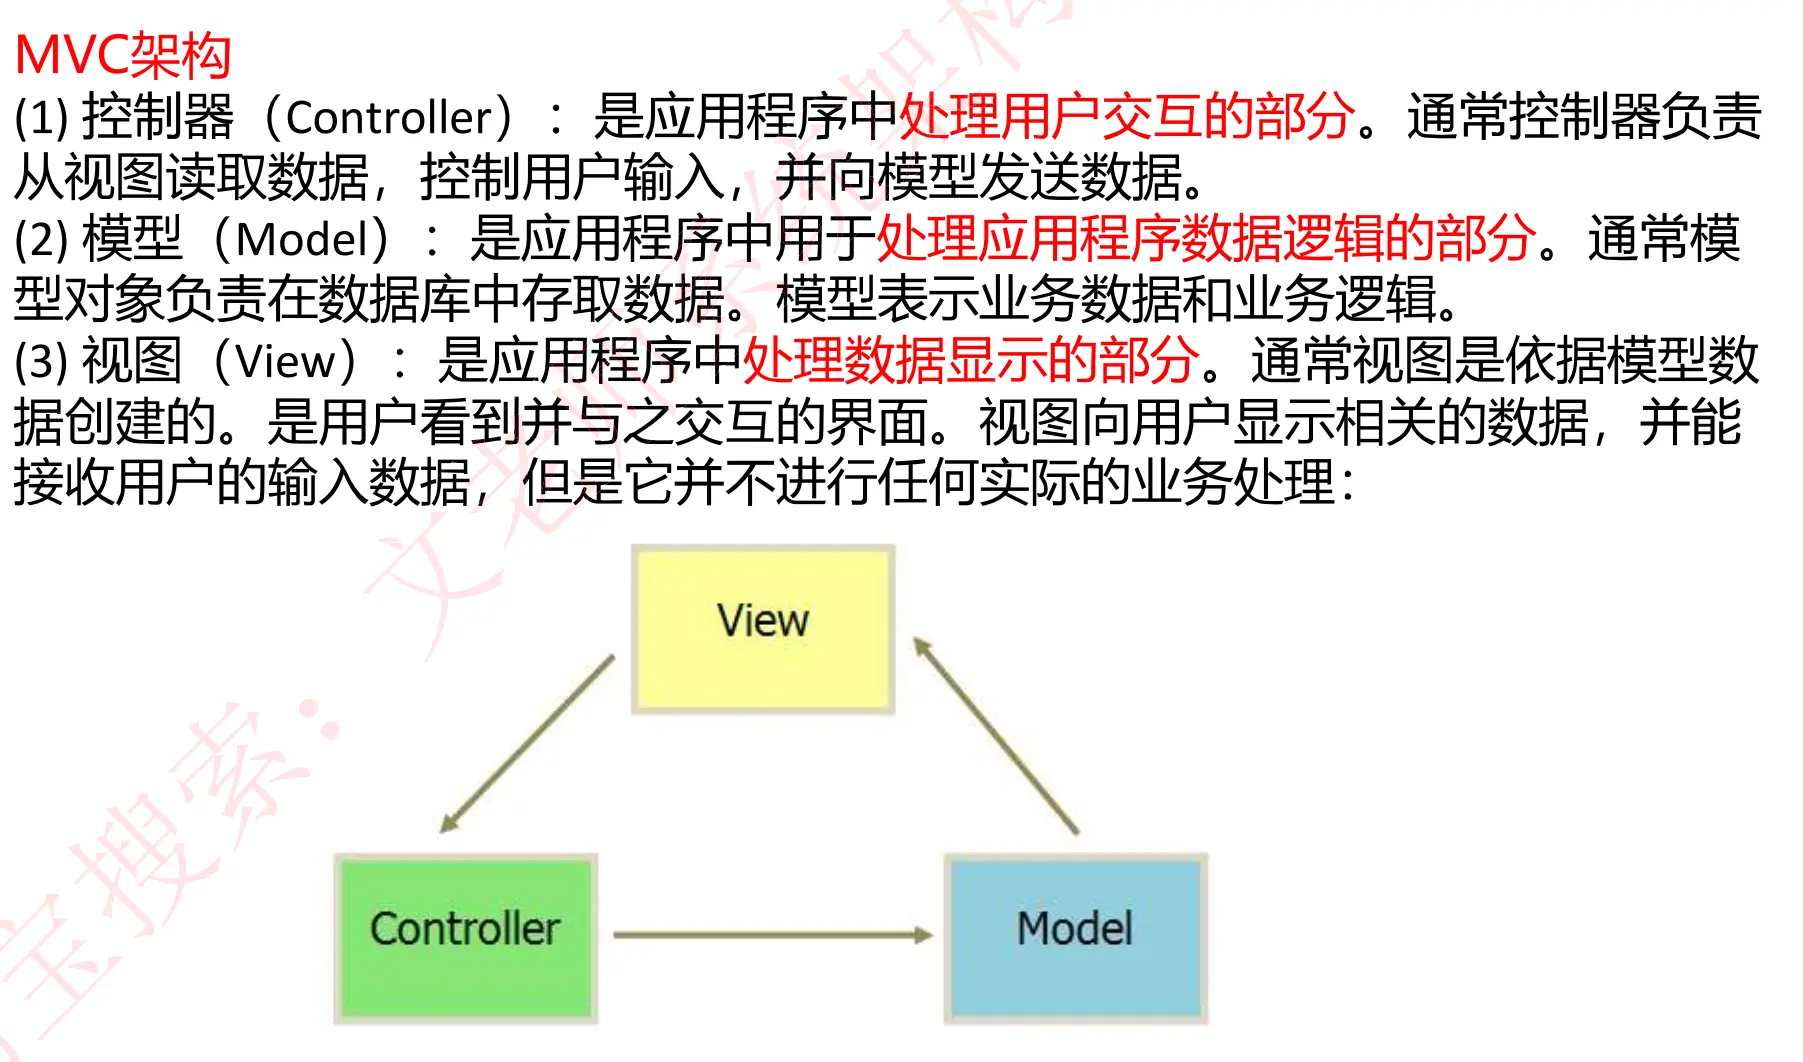 MVC架构
(1) 控制器（Controller）：是应用程序中处理用户交互的部分。通常控制器负责
从视图读取数据，控制用户输入，并向模型发送数据。
(2) 模型（Model）：是应用程序中用于处理应用程序数据逻辑的部分。通常模
型对象负责在数据库中存取数据。模型表示业务数据和业务逻辑。
(3) 视图（View）：是应用程序中处理数据显示的部分。通常视图是依据模型数
据创建的。是用户看到并与之交互的界面。视图向用户显示相关的数据，并能
接收用户的输入数据，但是它并不进行任何实际的业务处理：
View
Controller
Model
宝搜索：文老师系统架构